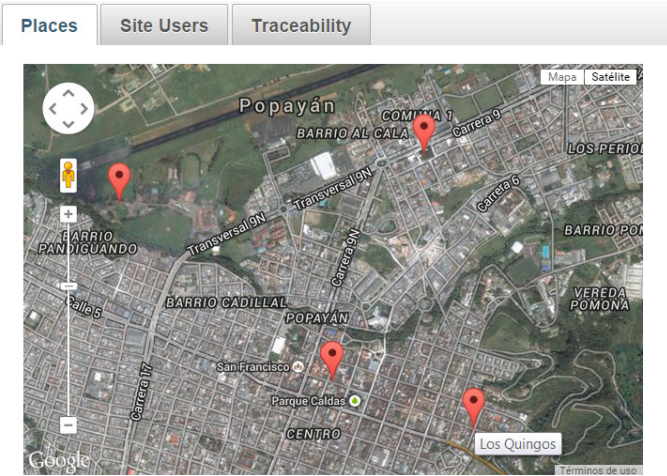 Places
Site Users
Traceability
Mapa
Satélite
Popayán
COMUNA 1
BARRIO AL CALA
Carrera 9
LOS PERIO
Carrera 6
Transversal 9N
Transversal 9N
BARRIO
PANDIGUANDO
BARRIO POM
Carrera 9N
VEREDA
POMONA
Calle 5
BARRIO CADILLAL
POPAYÁN
San Francisco
Carrera 17
Parque Caldas
CENTRO
Los Quingos
Google
Términos de uso